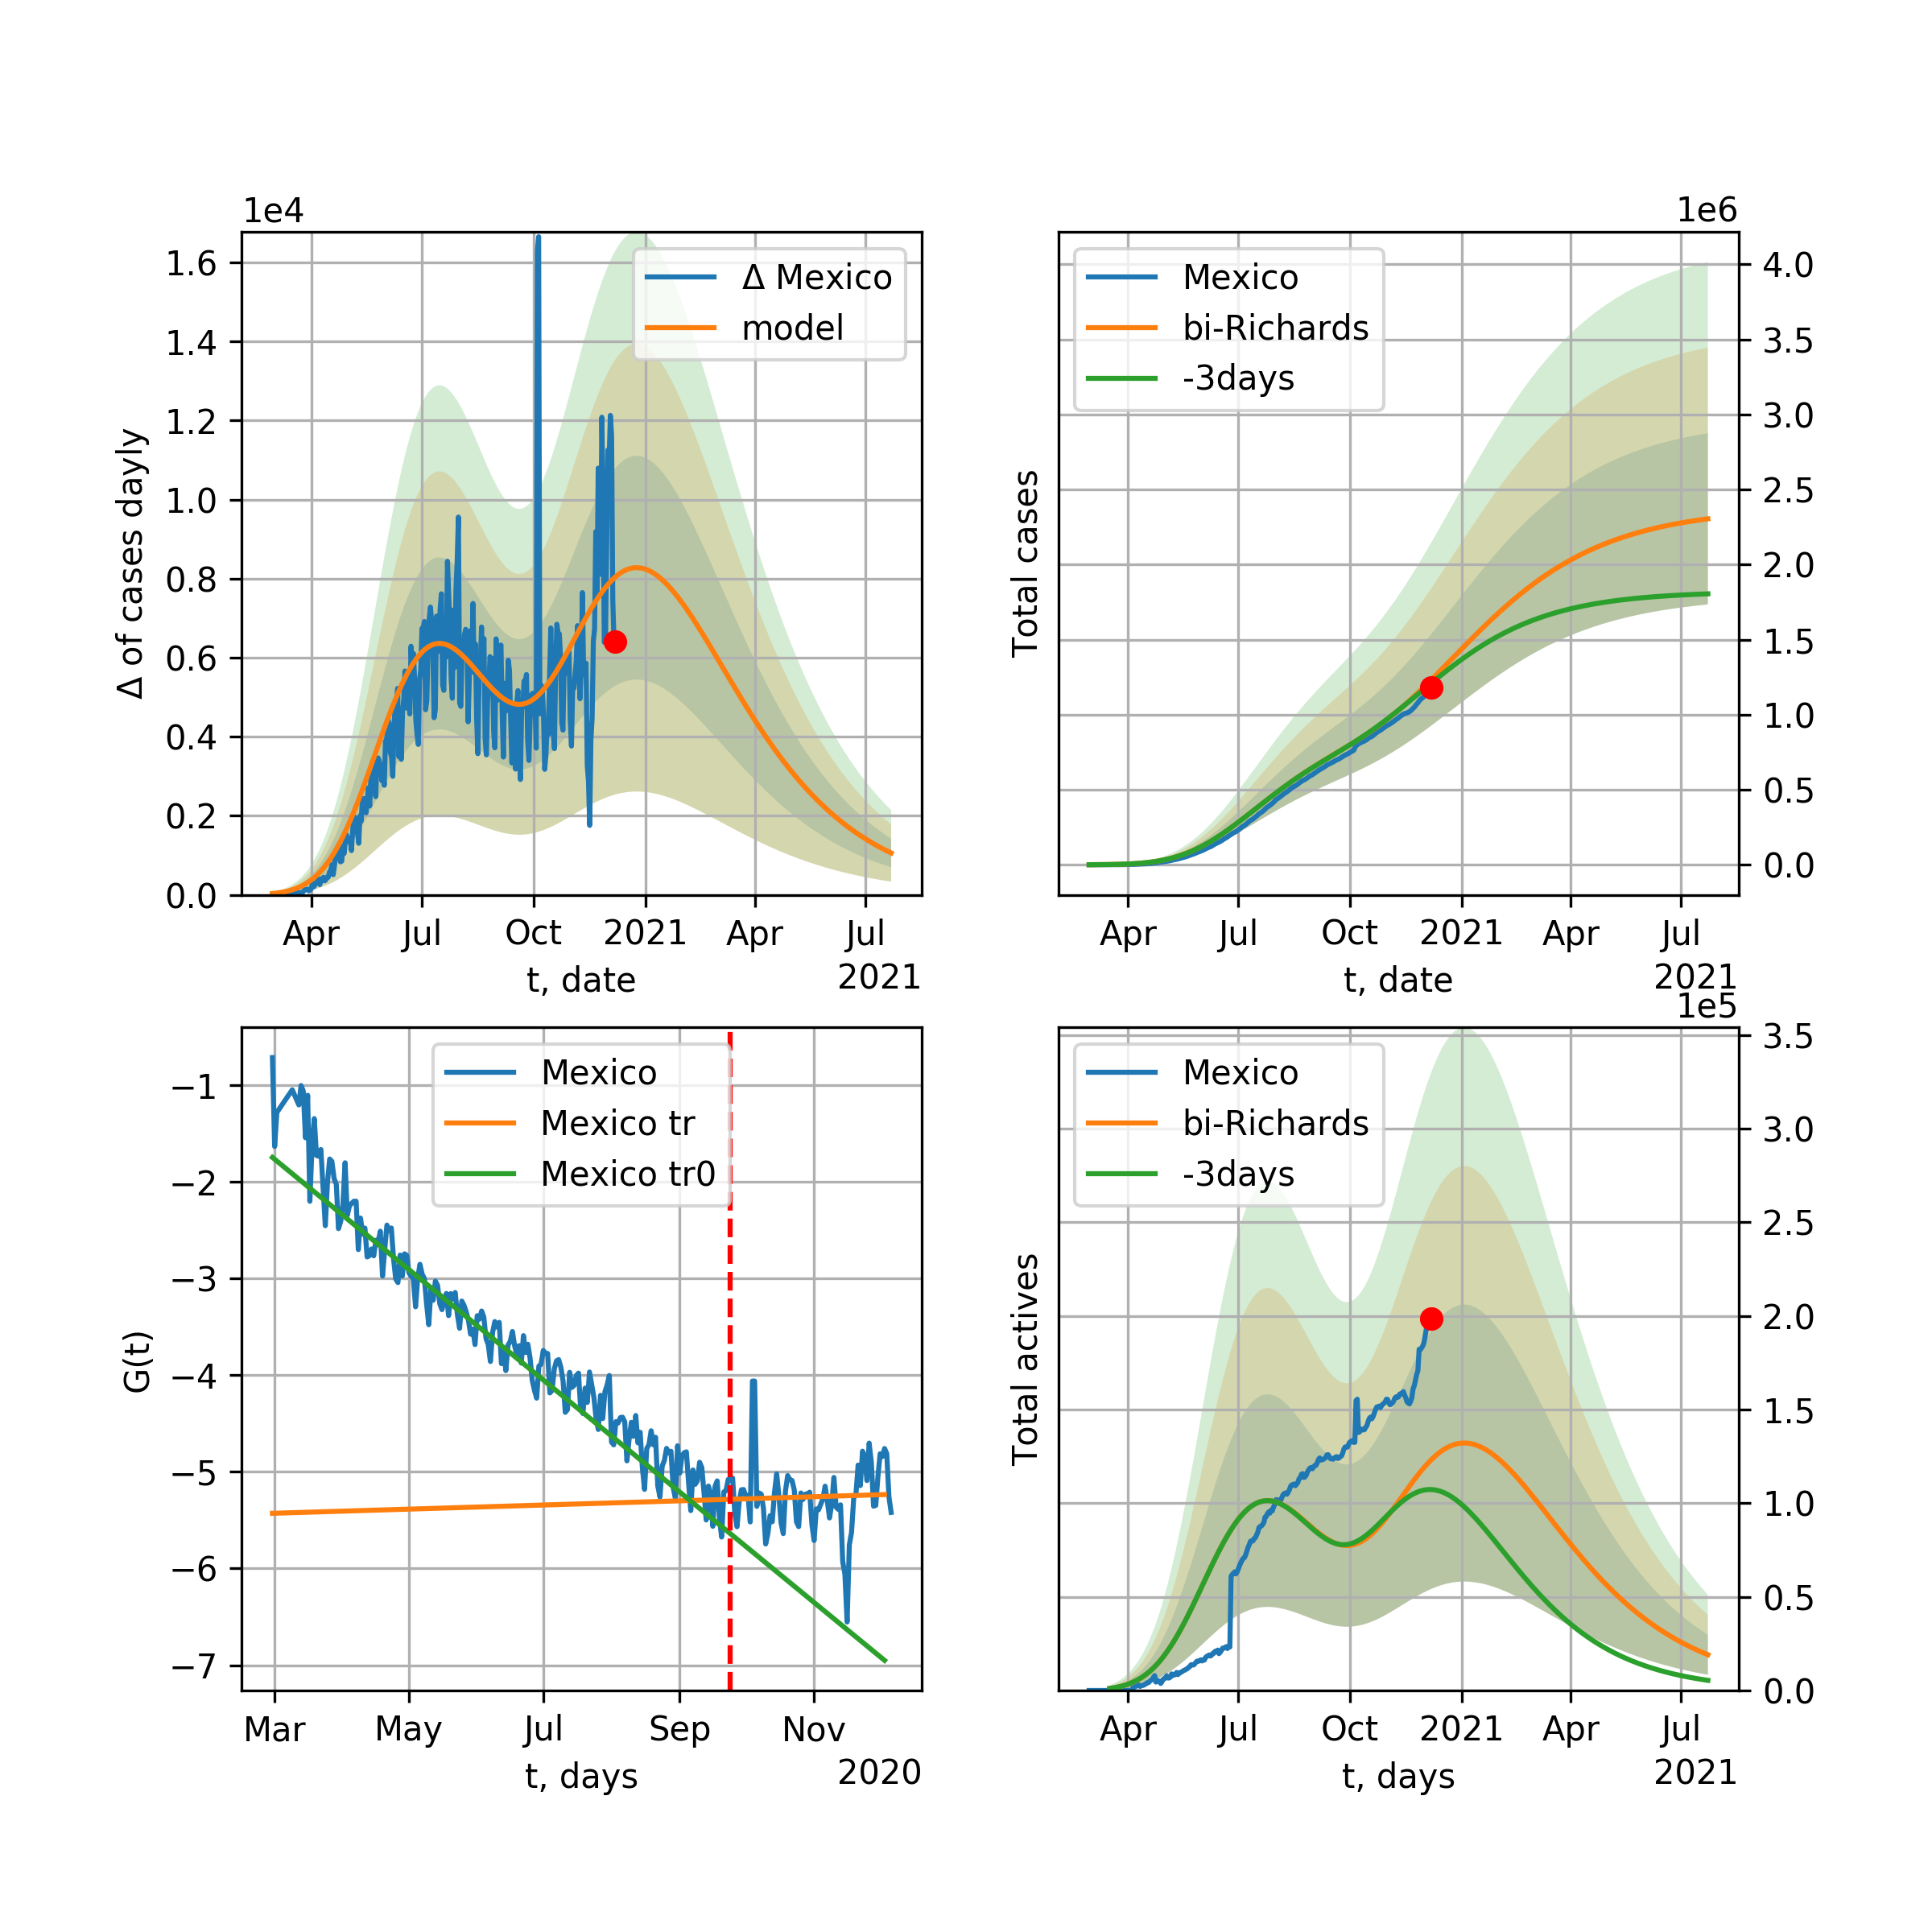 1e4
1.6
1.4
1.2
1.0
0.8
0.6
0.4
0.2
0.0
Δ of cases dayly
Δ Mexico
model
Apr Jul Oct 2021 Apr Jul
t, date
2021
1e6
Mexico
bi-Richards
-3days
4.0
3.5
3.0
2.5
2.0
1.5
1.0
0.5
0.0
Total cases
Apr Jul Oct 2021 Apr Jul
t, date
2021
−1
−2
−3
−4
−5
−6
−7
G(t)
Mexico
Mexico tr
Mexico tr0
Mar May Jul Sep Nov
t, days
2020
1e5
Mexico
bi-Richards
-3days
3.5
3.0
2.5
2.0
1.5
1.0
0.5
0.0
Total actives
Apr Jul Oct 2021 Apr Jul
t, days
2021